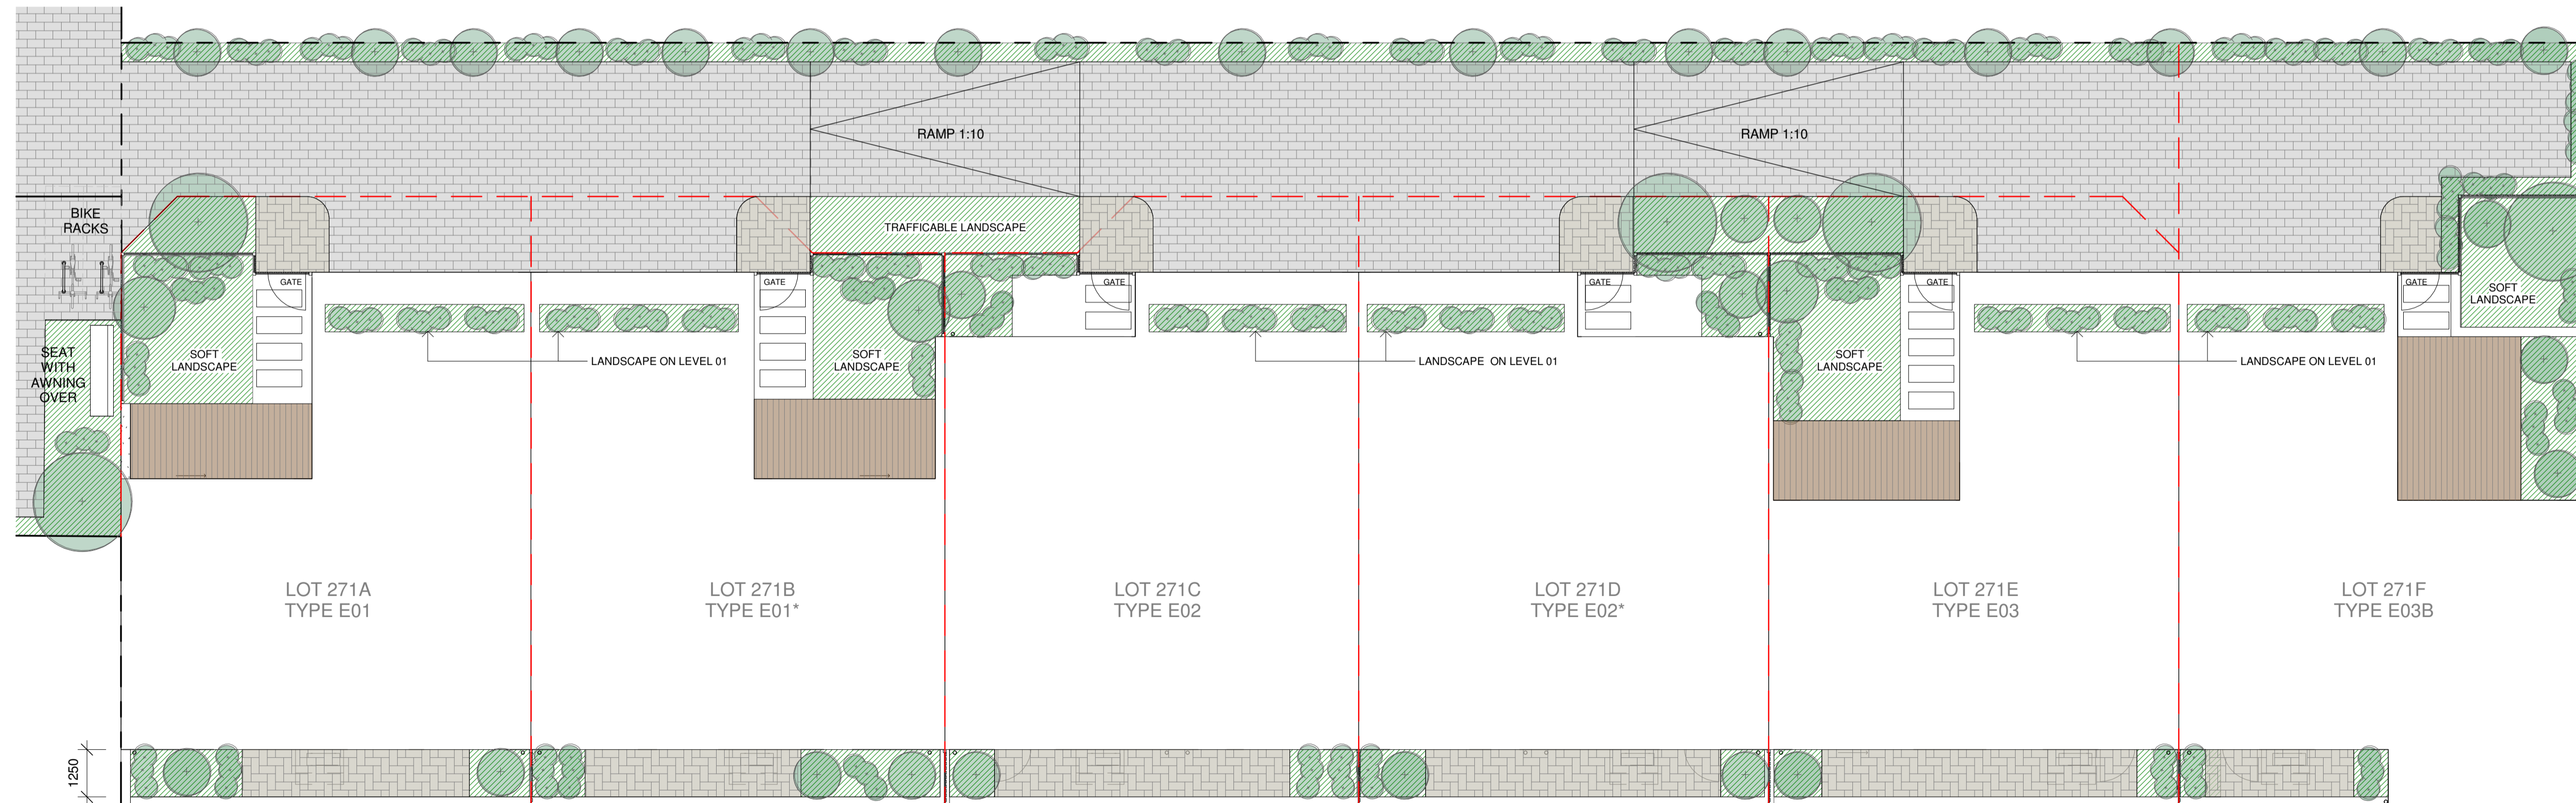 RAMP 1:10
RAMP 1:10
BIKE
RACKS
TRAFFICABLE LANDSCAPE
GATE
GATE
GATE
GATE
GATE
GATE
SOFT
LANDSCAPE
SEAT
WITH
AWNING
OVER
SOFT
LANDSCAPE
LANDSCAPE ON LEVEL 01
SOFT
LANDSCAPE
LANDSCAPE ON LEVEL 01
SOFT
LANDSCAPE
LANDSCAPE ON LEVEL 01
LOT 271A
TYPE E01
LOT 271B
TYPE E01*
LOT 271C
TYPE E02
LOT 271D
TYPE E02*
LOT 271E
TYPE E03
LOT 271F
TYPE E03B
1250